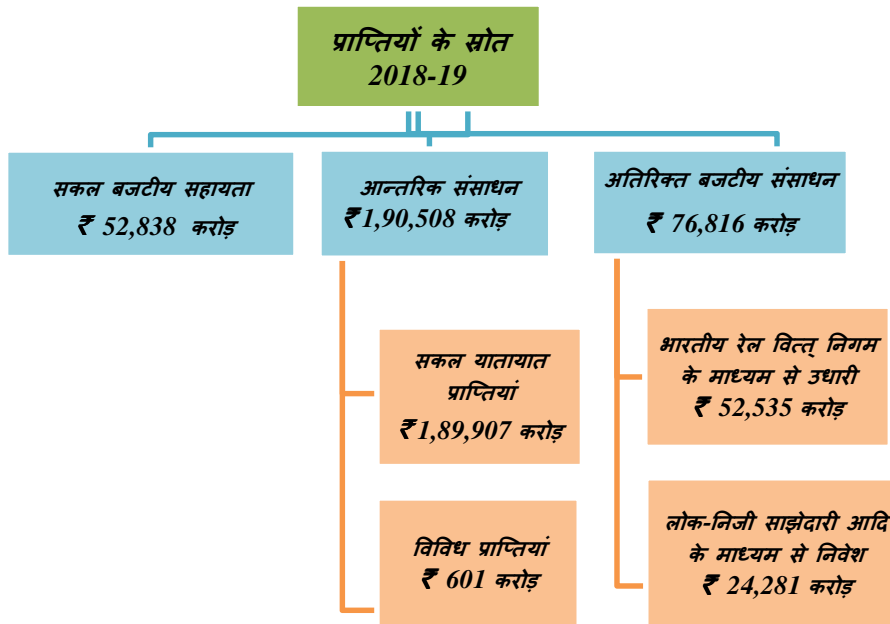 प्राप्तियों के स्रोत
2018-19
सकल बजटीय सहायता
₹ 52,838 करोड़
आन्तरिक संसाधन
₹1,90,508 करोड़
अतिरिक्त बजटीय संसाधन
₹ 76,816 करोड़
सकल यातायात
प्राप्तियां
₹1,89,907 करोड़
विविध प्राप्तियां
₹ 601 करोड़
भारतीय रेल वित्त् निगम
के माध्यम से उधारी
₹ 52,535 करोड़
लोक-निजी साझेदारी आदि
के माध्यम से निवेश
₹ 24,281 करोड़